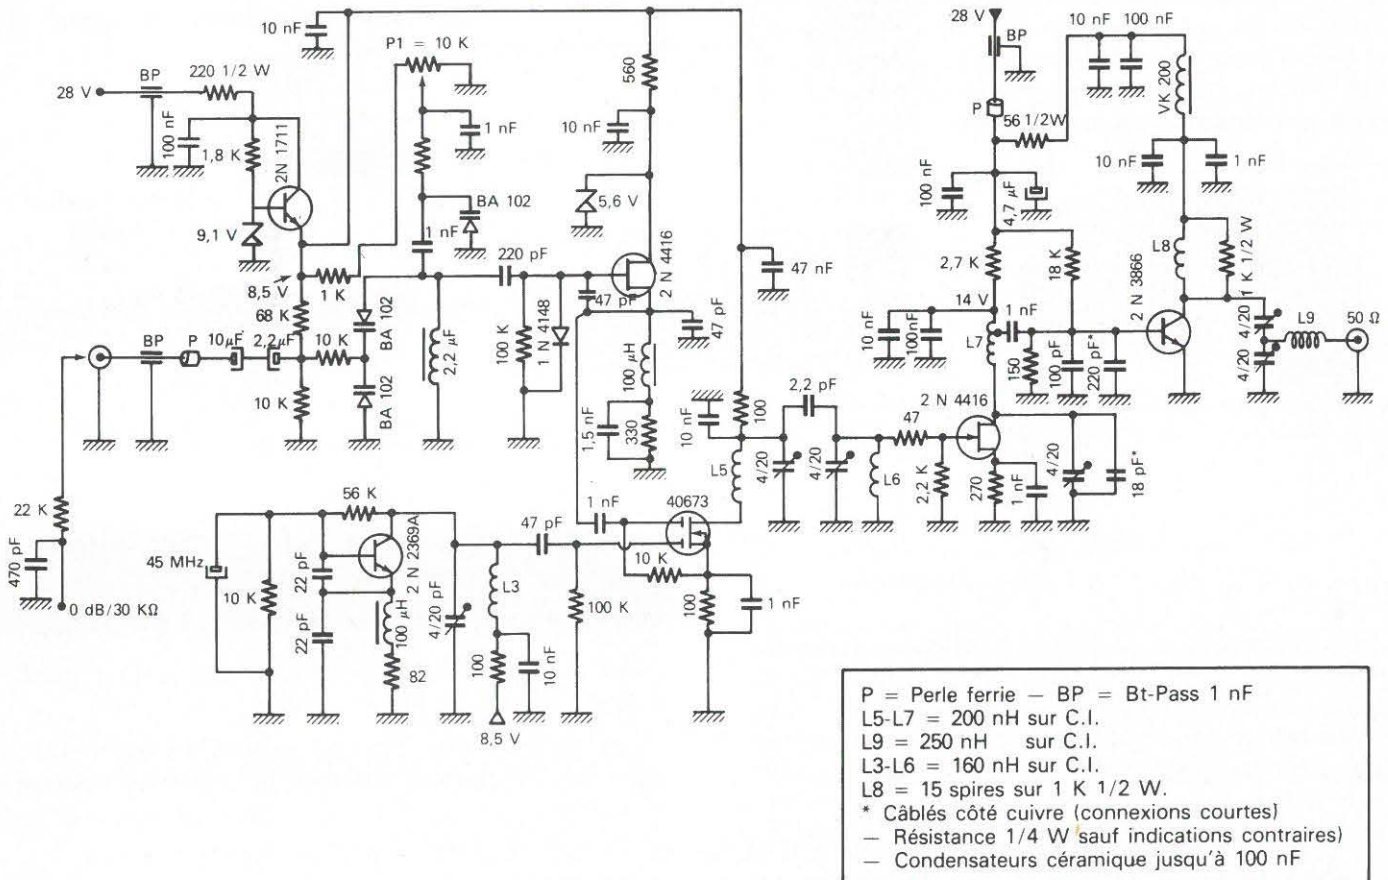 10 nF
P1 = 10 K
BP
220 1/2 W
28 V
100 nF
1,8 K
2N 1711
9,1 V
8,5 V
1 K
68 K
1 nF
BA 102
1 nF
560
10 nF
5,6 V
2 N 4416
220 pF
47 pF
47 pF
100 K
1 N 4148
BA 102
BA 102
2,2 µF
BP
P
10µF
2,2µF
10 K
10 K
100 µH
1,5 nF
330
47 nF
28 V
BP
P
10 nF
100 nF
VK 200
56 1/2W
100 nF
4,7 µF
10 nF
1 nF
L8
1 K 1/2 W
2,7 K
18 K
14 V
1 nF
10 nF
100nF
L7
150
100 pF
220 pF*
2 N 3866
4/20
4/20
L9
50 Ω
2,2 pF
10 nF
100
L5
4/20
4/20
L6
47
2,2 K
2 N 4416
270
1 nF
4/20
18 pF*
22 K
470 pF
0 dB/30 KΩ
45 MHz
10 K
56 K
22 pF
22 pF
2 N 2369A
100 µH
82
4/20 pF
L3
100
10 nF
8,5 V
47 pF
100 K
1 nF
40673
10 K
100
1 nF
P = Perle ferrie — BP = Bt-Pass 1 nF
L5-L7 = 200 nH sur C.I.
L9 = 250 nH sur C.I.
L3-L6 = 160 nH sur C.I.
L8 = 15 spires sur 1 K 1/2 W.
* Câblés côté cuivre (connexions courtes)
— Résistance 1/4 W sauf indications contraires)
— Condensateurs céramique jusqu'à 100 nF